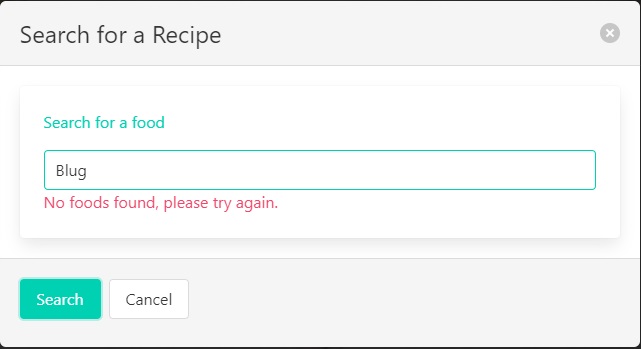 Search for a Recipe
Search for a food
Blug
No foods found, please try again.
Search
Cancel